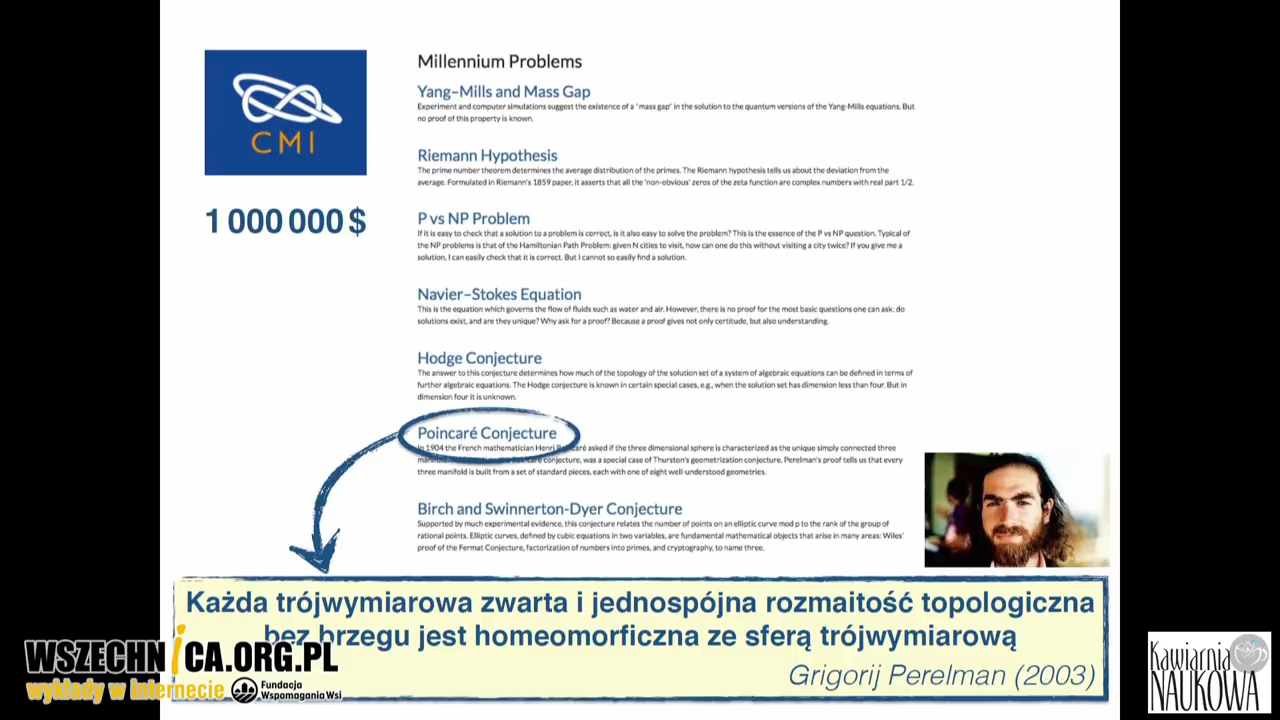 CMI
1 000 000 $
Millennium Problems
Yang–Mills and Mass Gap
Experiment and computer simulations suggest the existence of a "mass gap" in the solution to the quantum versions of the Yang-Mills equations. But
no proof of this property is known.
Riemann Hypothesis
The prime number theorem determines the average distribution of the primes. The Riemann hypothesis tells us about the deviation from the
average. Formulated in Riemann's 1859 paper, it asserts that all the 'non-obvious' zeros of the zeta function are complex numbers with real part 1/2.
P vs NP Problem
If it is easy to check that a solution to a problem is correct, is it also easy to solve the problem? This is the essence of the P vs NP question. Typical of
the NP problems is that of the Hamiltonian Path Problem: given N cities to visit, how can one do this without visiting a city twice? If you give me a
solution, I can easily check that it is correct. But I cannot so easily find a solution.
Navier–Stokes Equation
This is the equation which governs the flow of fluids such as water and air. However, there is no proof for the most basic questions one can ask: do
solutions exist, and are they unique? Why ask for a proof? Because a proof gives not only certitude, but also understanding.
Hodge Conjecture
The answer to this conjecture determines how much of the topology of the solution set of a system of algebraic equations can be defined in terms of
further algebraic equations. The Hodge conjecture is known in certain special cases, e.g., when the solution set has dimension less than four. But in
dimension four it is unknown.
Poincaré Conjecture
In 1904 the French mathematician Henri Poincaré asked if the three dimensional sphere is characterized as the unique simply connected three
conjecture, was a special case of Thurston's geometrization conjecture. Perelman's proof tells us that every
three manifold is built from a set of standard pieces, each with one of eight well-understood geometries.
Birch and Swinnerton-Dyer Conjecture
Supported by much experimental evidence, this conjecture relates the number of points on an elliptic curve mod p to the rank of the group of
rational points. Elliptic curves, defined by cubic equations in two variables, are fundamental mathematical objects that arise in many areas: Wiles'
proof of the Fermat Conjecture, factorization of numbers into primes, and cryptography, to name three.
Każda trójwymiarowa zwarta i jednospójna rozmaitość topologiczna
bez brzegu jest homeomorficzna ze sferą trójwymiarową
Grigorij Perelman (2003)
WSZECHNICA.ORG.PL
wykłady w Internecie
Fundacja
Wspomagania Wsi
Kawiarnia
NAUKOWA